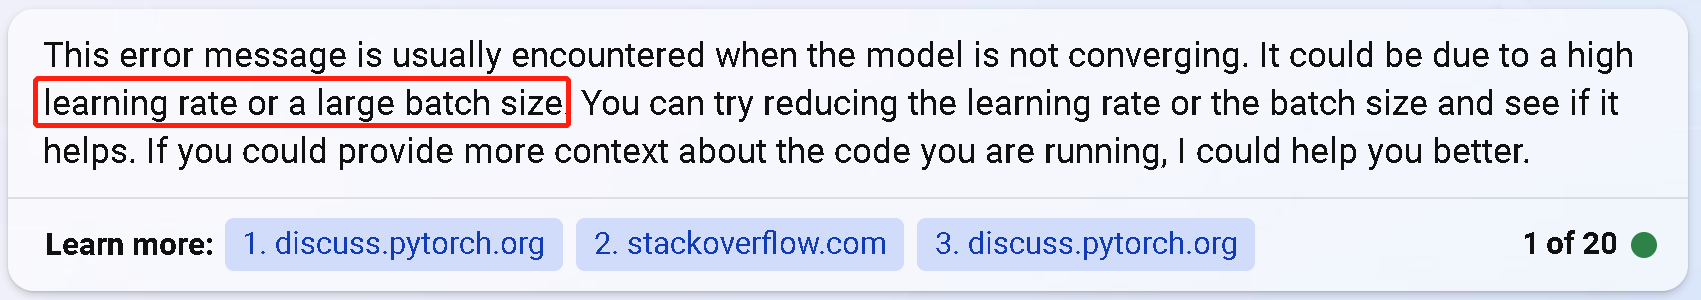 This error message is usually encountered when the model is not converging. It could be due to a high
learning rate or a large batch size. You can try reducing the learning rate or the batch size and see if it
helps. If you could provide more context about the code you are running, I could help you better.
Learn more: 1. discuss.pytorch.org 2. stackoverflow.com 3. discuss.pytorch.org 1 of 20